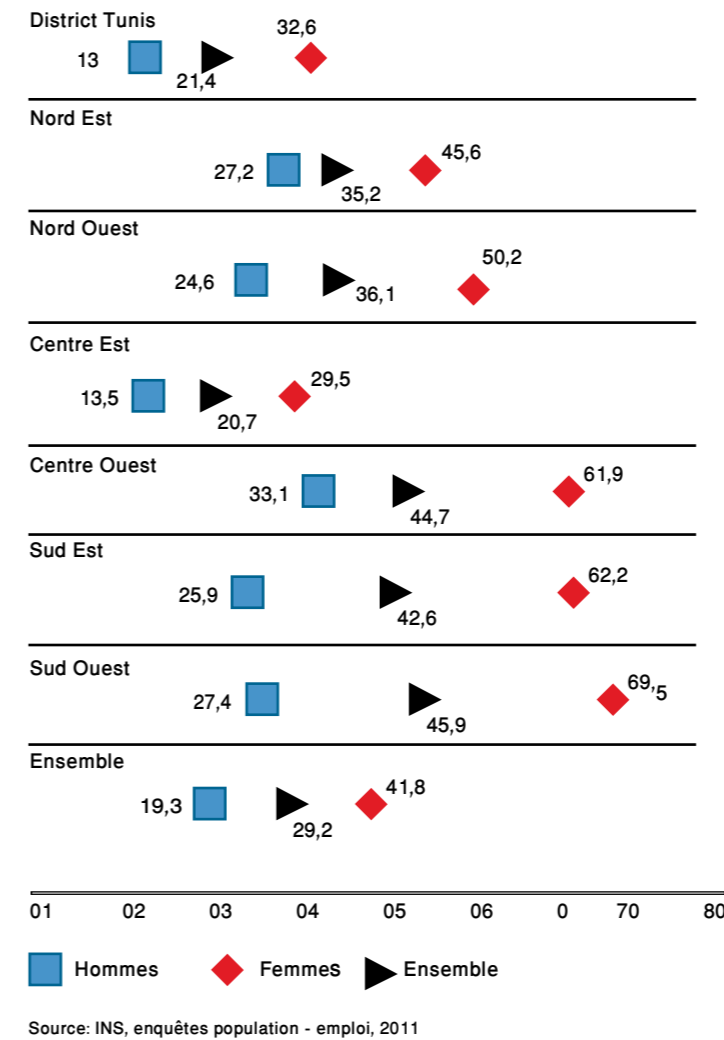 District Tunis
32,6
13
21,4
Nord Est
45,6
27,2
35,2
Nord Ouest
50,2
24,6
36,1
Centre Est
29,5
13,5
20,7
Centre Ouest
61,9
33,1
44,7
Sud Est
62,2
25,9
42,6
Sud Ouest
69,5
27,4
45,9
Ensemble
41,8
19,3
29,2
01 02 03 04 05 06 0 70 80
Hommes Femmes Ensemble
Source: INS, enquêtes population - emploi, 2011